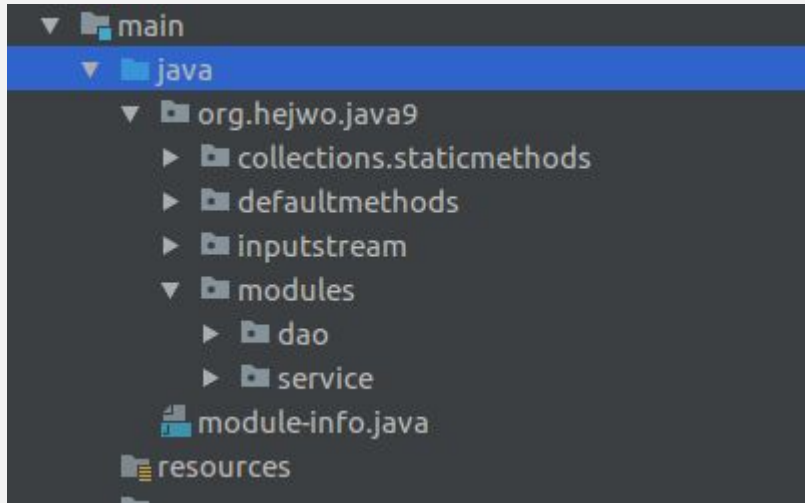 main
java
org.hejwo.java9
collections.staticmethods
defaultmethods
inputstream
modules
dao
service
module-info.java
resources